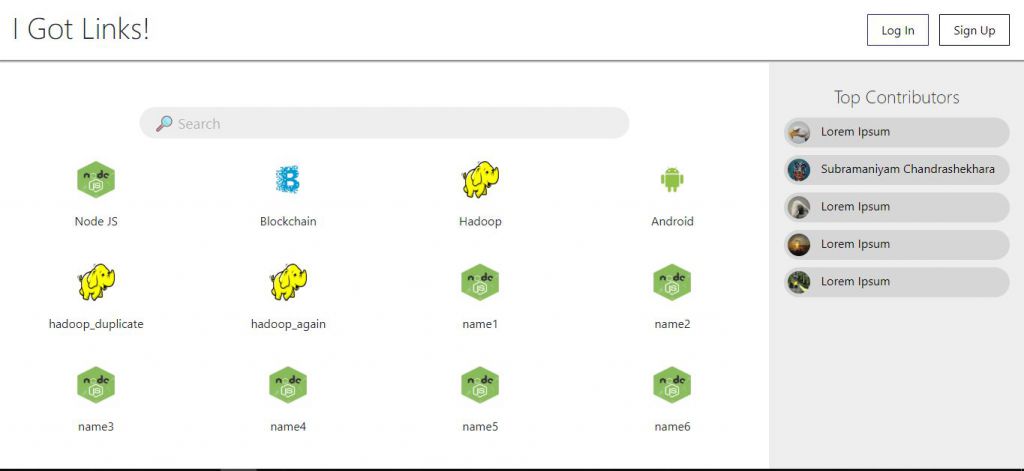 I Got Links!
Log In
Sign Up
Search
Node JS
Blockchain
Hadoop
Android
hadoop_duplicate
hadoop_again
name1
name2
name3
name4
name5
name6
Top Contributors
Lorem Ipsum
Subramaniyam Chandrashekhara
Lorem Ipsum
Lorem Ipsum
Lorem Ipsum